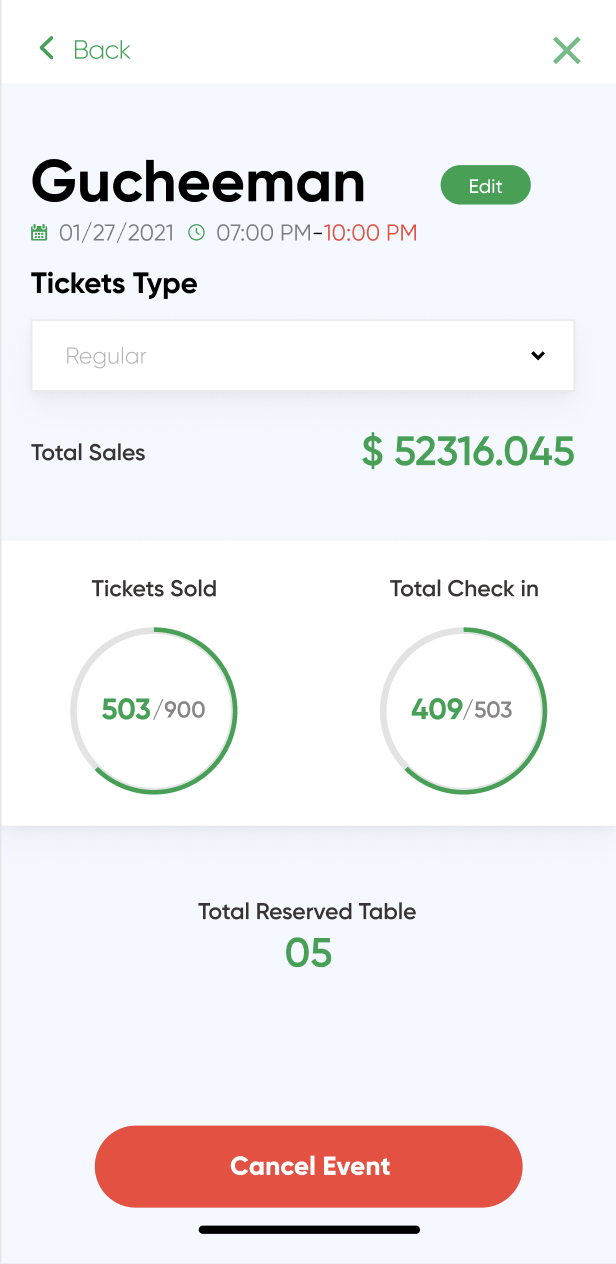 Back
Gucheeman
Edit
01/27/2021 07:00 PM-10:00 PM
Tickets Type
Regular
Total Sales $ 52316.045
Tickets Sold Total Check in
503/900 409/503
Total Reserved Table
05
Cancel Event